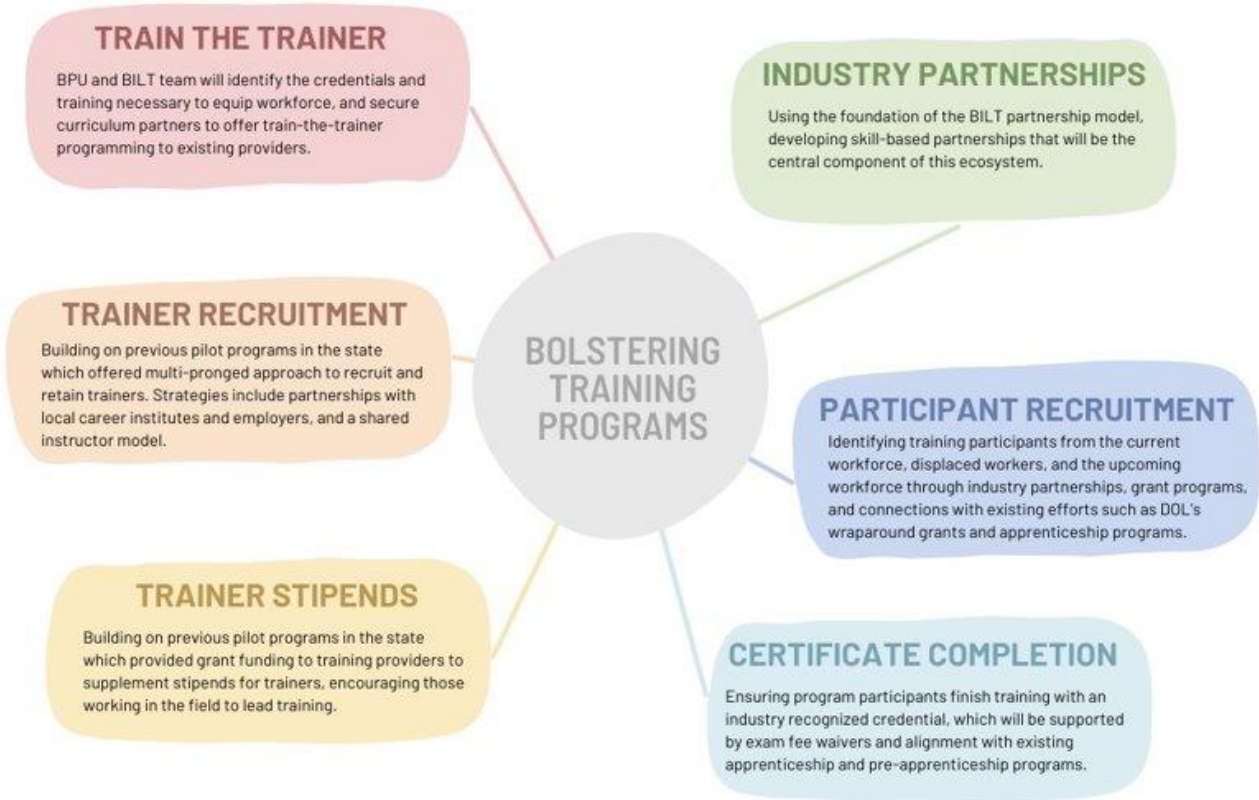 TRAIN THE TRAINER
BPU and BILT team will identify the credentials and
training necessary to equip workforce, and secure
curriculum partners to offer train-the-trainer
programming to existing providers.
INDUSTRY PARTNERSHIPS
Using the foundation of the BILT partnership model,
developing skill-based partnerships that will be the
central component of this ecosystem.
TRAINER RECRUITMENT
Building on previous pilot programs in the state
which offered multi-pronged approach to recruit and
retain trainers. Strategies include partnerships with
local career institutes and employers, and a shared
instructor model.
BOLSTERING
TRAINING
PROGRAMS
PARTICIPANT RECRUITMENT
Identifying training participants from the current
workforce, displaced workers, and the upcoming
workforce through industry partnerships, grant programs,
and connections with existing efforts such as DOL's
wraparound grants and apprenticeship programs.
TRAINER STIPENDS
Building on previous pilot programs in the state
which provided grant funding to training providers to
supplement stipends for trainers, encouraging those
working in the field to lead training.
CERTIFICATE COMPLETION
Ensuring program participants finish training with an
industry recognized credential, which will be supported
by exam fee waivers and alignment with existing
apprenticeship and pre-apprenticeship programs.